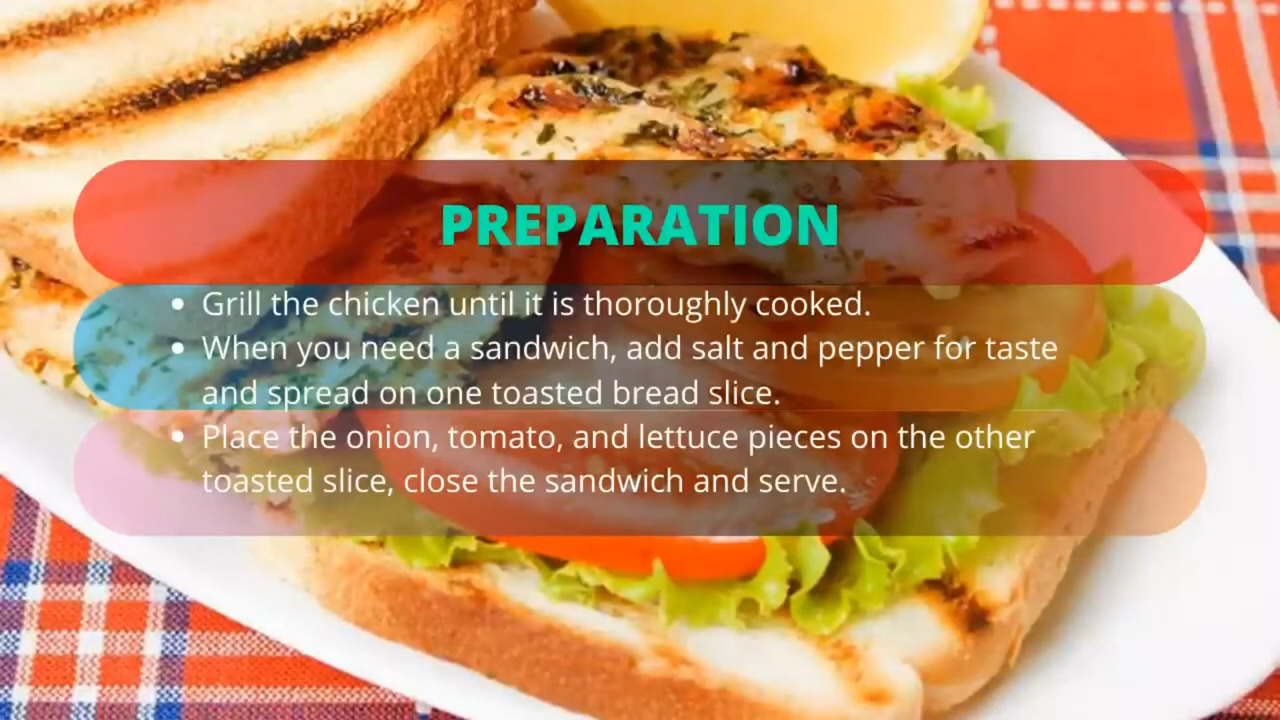 PREPARATION
• Grill the chicken until it is thoroughly cooked.
• When you need a sandwich, add salt and pepper for taste
and spread on one toasted bread slice.
• Place the onion, tomato, and lettuce pieces on the other
toasted slice, close the sandwich and serve.